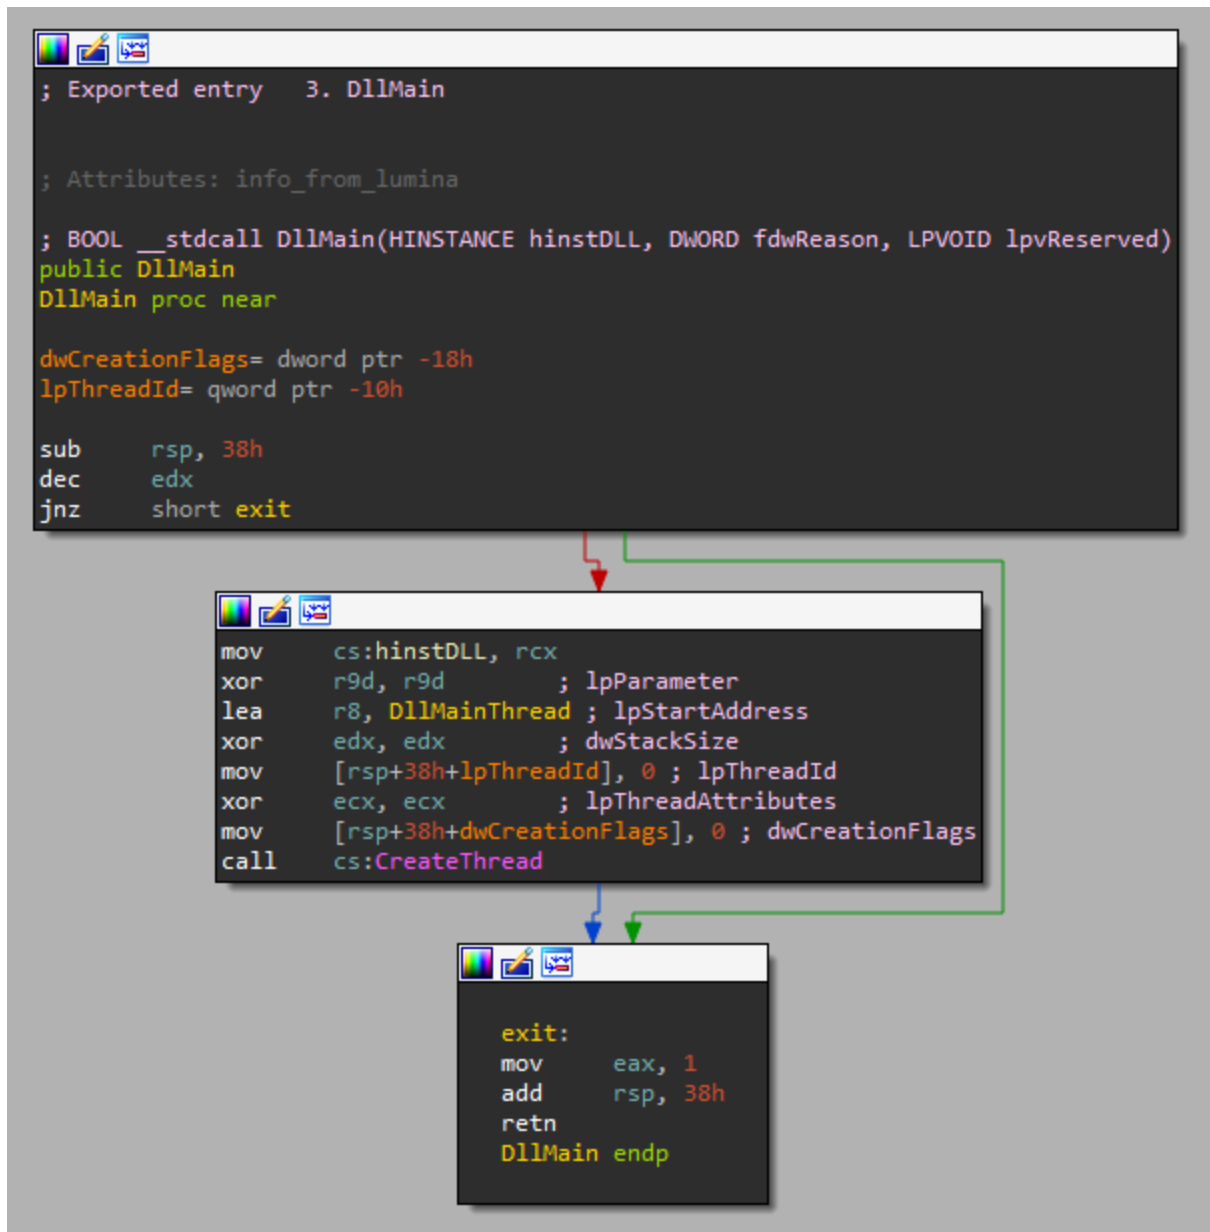 ; Exported entry   3. DllMain
; Attributes: info_from_lumina
; BOOL __stdcall DllMain(HINSTANCE hinstDLL, DWORD fdwReason, LPVOID lpvReserved)
public DllMain
DllMain proc near
dwCreationFlags= dword ptr -18h
lpThreadId= qword ptr -10h
sub     rsp, 38h
dec     edx
jnz     short exit
mov     cs:hinstDLL, rcx
xor     r9d, r9d        ; lpParameter
lea     r8, DllMainThread ; lpStartAddress
xor     edx, edx        ; dwStackSize
mov     [rsp+38h+lpThreadId], 0 ; lpThreadId
xor     ecx, ecx        ; lpThreadAttributes
mov     [rsp+38h+dwCreationFlags], 0 ; dwCreationFlags
call    cs:CreateThread
exit:
mov     eax, 1
add     rsp, 38h
retn
DllMain endp